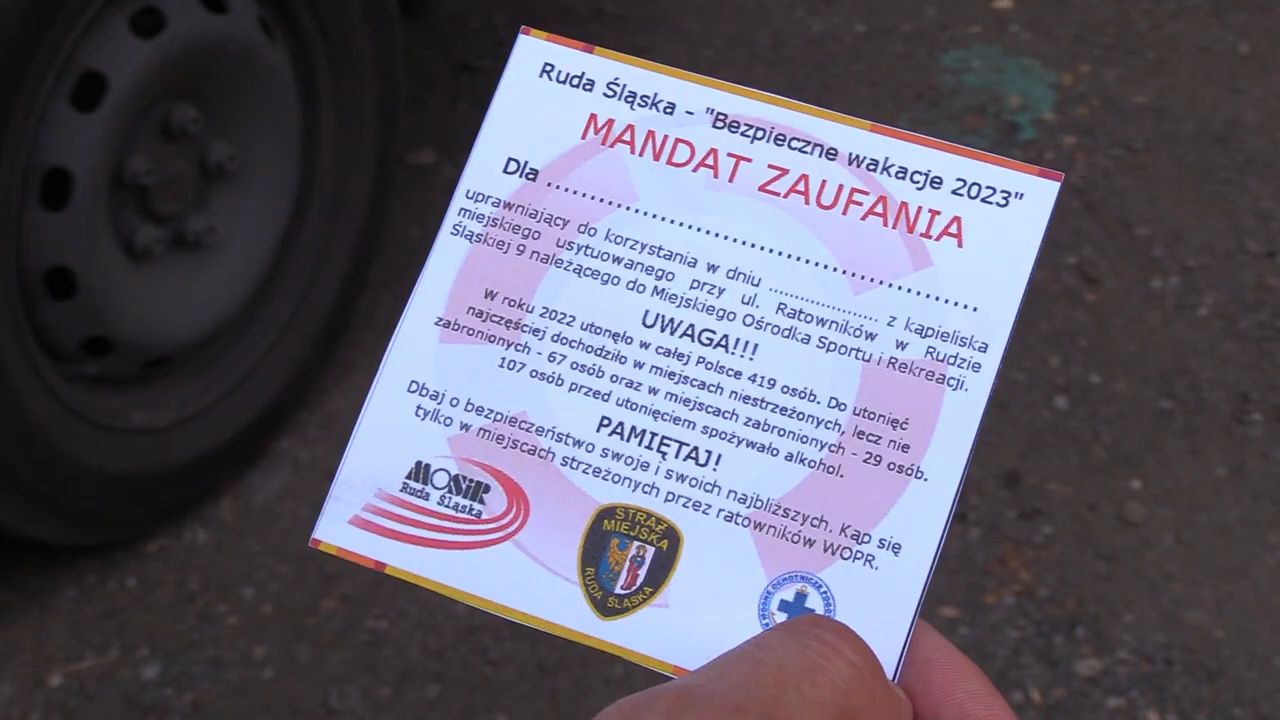 Ruda Śląska - "Bezpieczne wakacje 2023"
MANDAT ZAUFANIA
Dla ..................................................
uprawniający do korzystania w dniu ...................... z kąpieliska
miejskiego usytuowanego przy ul. Ratowników w Rudzie
Śląskiej 9 należącego do Miejskiego Ośrodka Sportu i Rekreacji.
UWAGA!!!
W roku 2022 utonęło w całej Polsce 419 osób. Do utonięć
najczęściej dochodziło w miejscach niestrzeżonych, lecz nie
zabronionych - 67 osób oraz w miejscach zabronionych - 29 osób.
107 osób przed utonięciem spożywało alkohol.
PAMIĘTAJ!
Dbaj o bezpieczeństwo swoje i swoich najbliższych. Kąp się
tylko w miejscach strzeżonych przez ratowników WOPR.
MOSiR
Ruda Śląska
STRAŻ
MIEJSKA
RUDA ŚLĄSKA
WODNE OCHOTNICZE